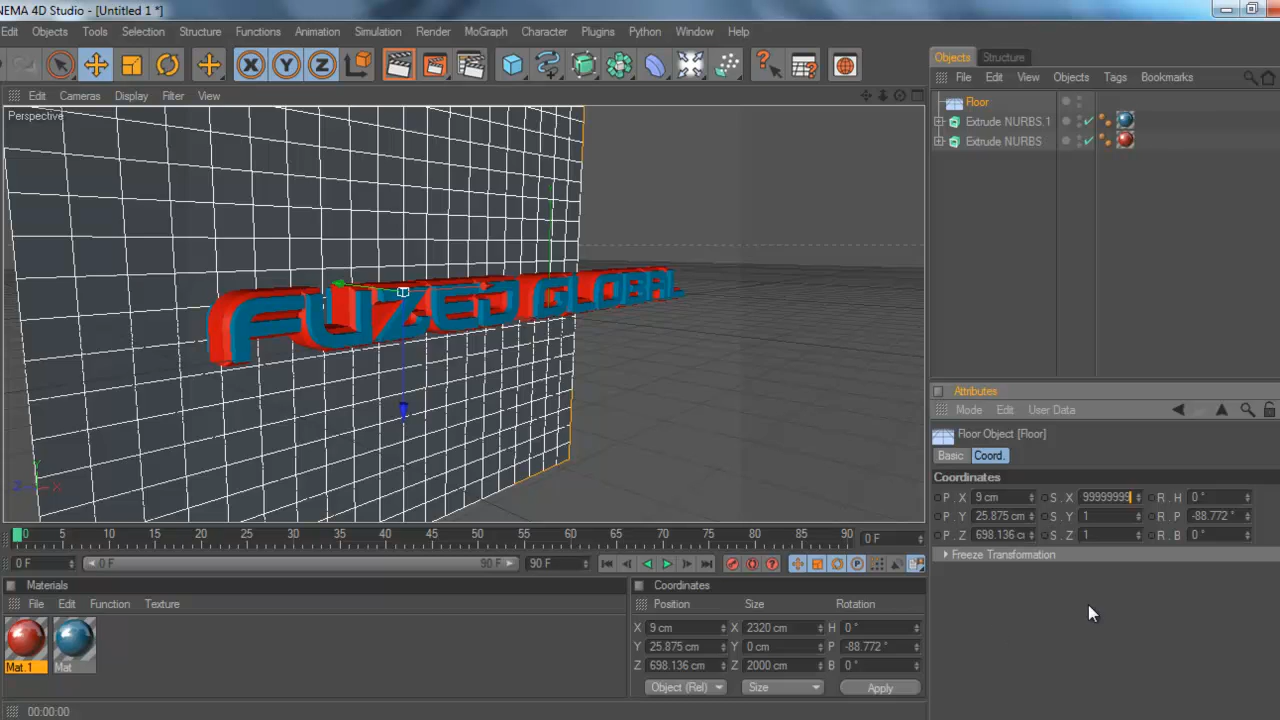 NEMA 4D Studio - [Untitled 1 *]
Edit Objects Tools Selection Structure Functions Animation Simulation Render MoGraph Character Plugins Python Window Help
X Y Z
Edit Cameras Display Filter View
Perspective
FUZED GLOBAL
Y
Z X
0 5 10 15 20 25 30 35 40 45 50 55 60 65 70 75 80 85 90 0 F
0 F 0 F 90 F 90 F
Materials
File Edit Function Texture
Mat.1 Mat
Coordinates
Position Size Rotation
X 9 cm X 2320 cm H 0 °
Y 25.875 cm Y 0 cm P -88.772 °
Z 698.136 cm Z 2000 cm B 0 °
Object (Rel) Size Apply
00:00:00
Objects Structure
File Edit View Objects Tags Bookmarks
Floor
Extrude NURBS.1
Extrude NURBS
Attributes
Mode Edit User Data
Floor Object [Floor]
Basic Coord.
Coordinates
P . X 9 cm S . X 99999999 R . H 0 °
P . Y 25.875 cm S . Y 1 R . P -88.772 °
P . Z 698.136 c S . Z 1 R . B 0 °
Freeze Transformation